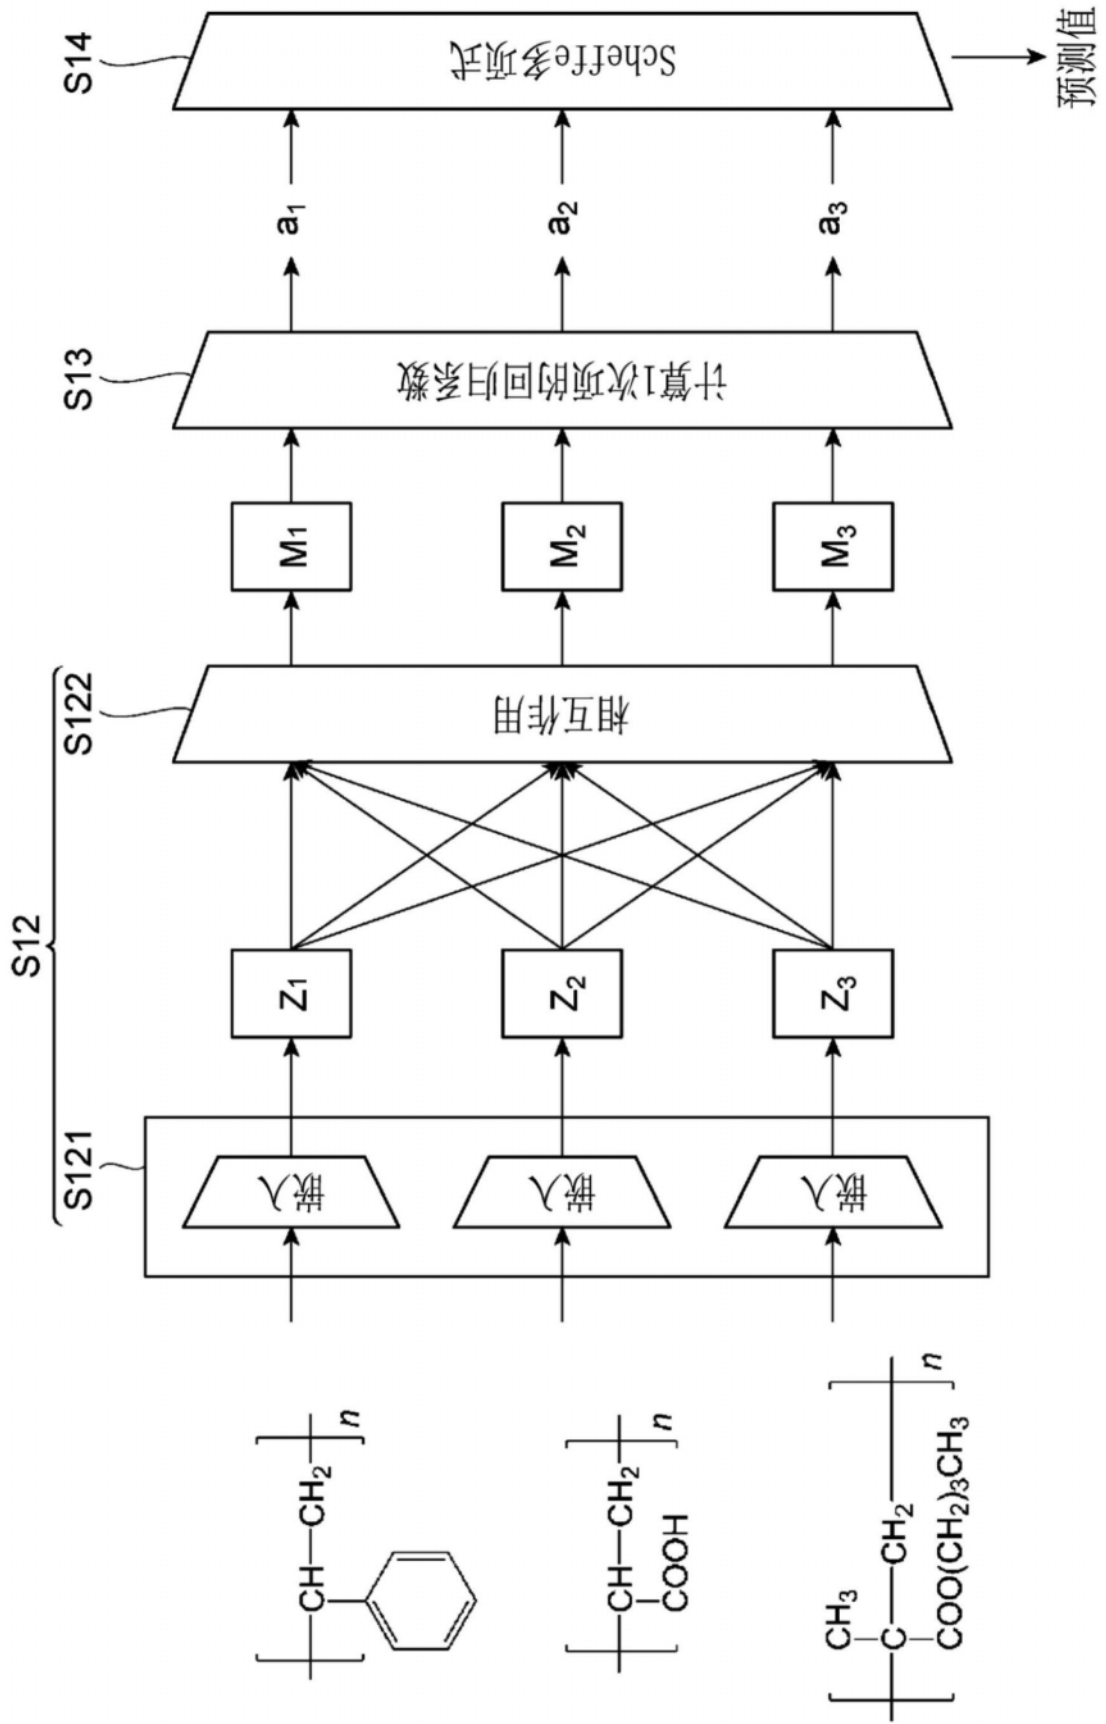 S12
S121
S122
S13
S14
嵌入
嵌入
嵌入
Z1
Z2
Z3
相互作用
M1
M2
M3
计算1次项的回归系数
a1
a2
a3
Scheffe多项式
预测值
CH—CH2
n
CH—CH2
COOH
n
CH3
C—CH2
COO(CH2)3CH3
n